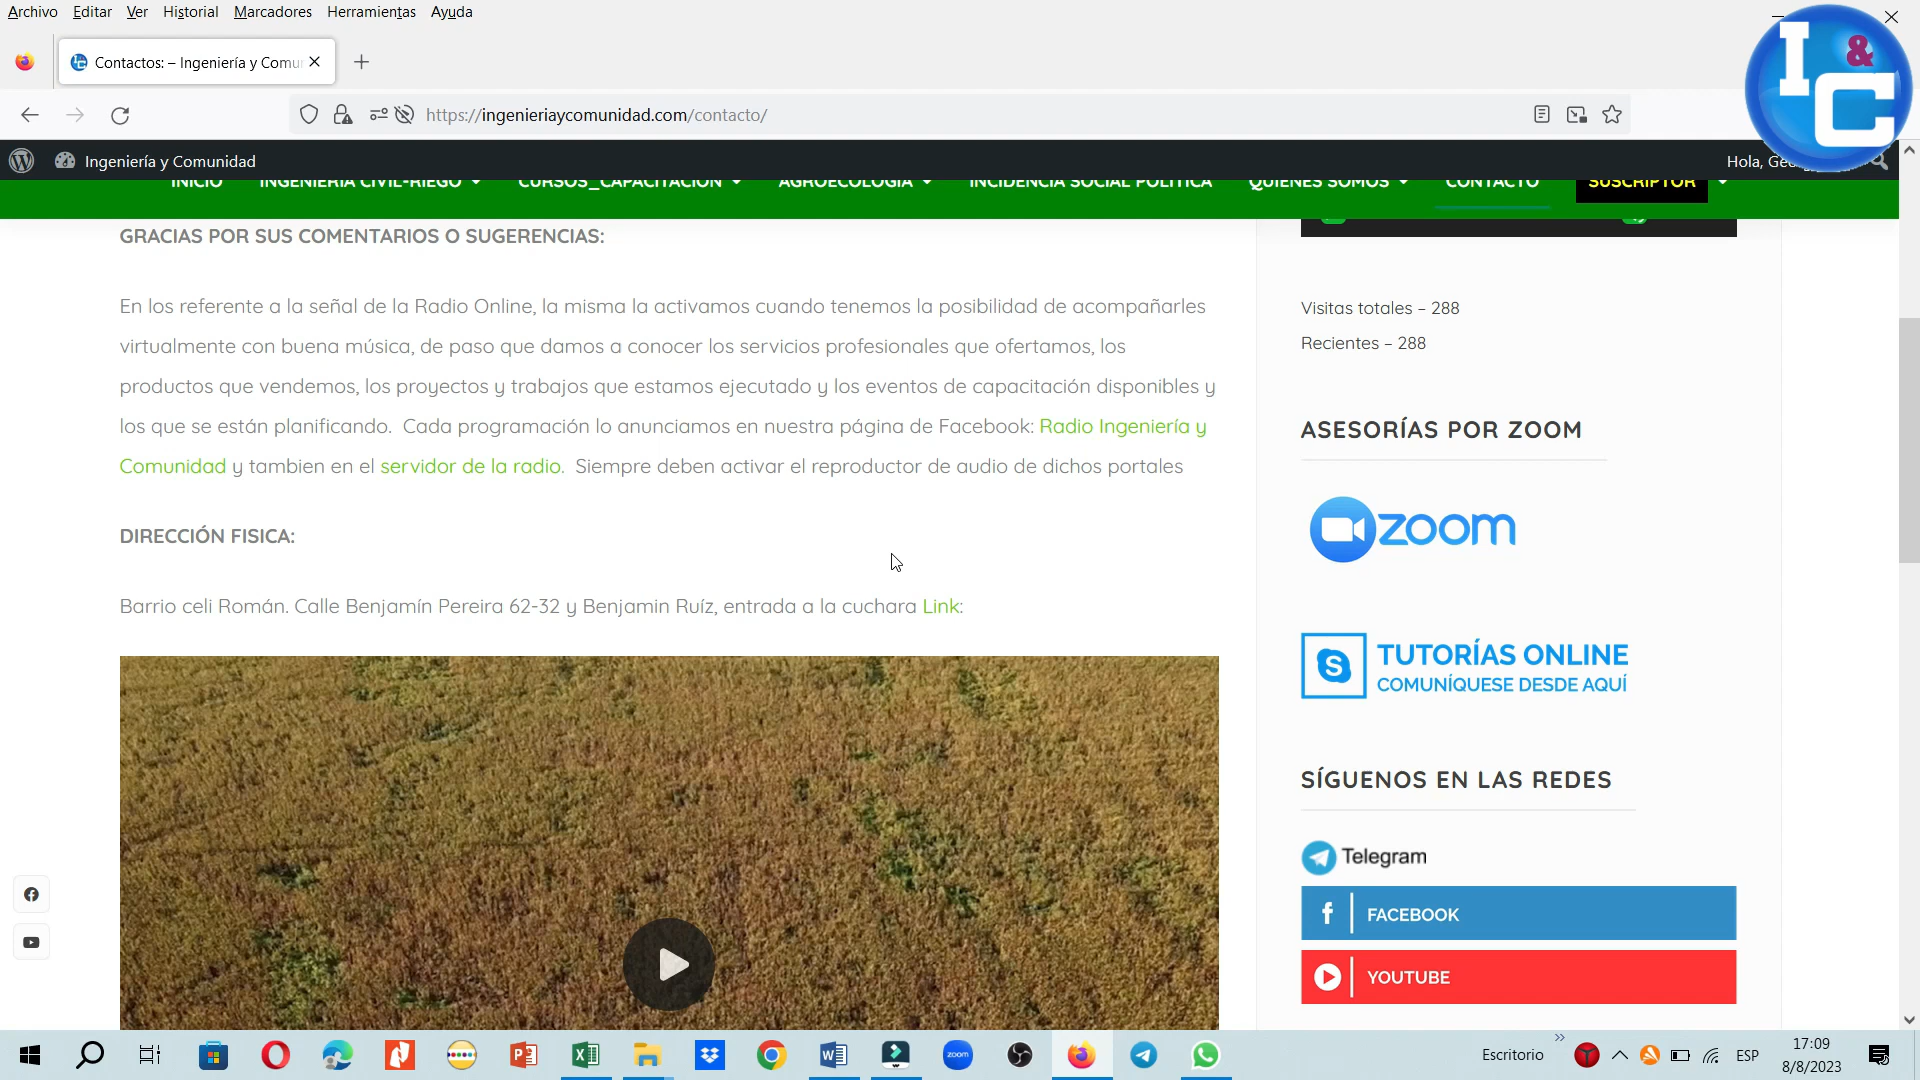 Archivo Editar Ver Historial Marcadores Herramientas Ayuda
Contactos: – Ingeniería y Comu
https://ingenieriaycomunidad.com/contacto/
I & C
Ingeniería y Comunidad
Hola, Geo
INICIO INGENIERIA CIVIL-RIEGO CURSOS_CAPACITACION AGROECOLOGIA INCIDENCIA SOCIAL POLITICA QUIENES SOMOS CONTACTO SUSCRIPTOR
GRACIAS POR SUS COMENTARIOS O SUGERENCIAS:
En los referente a la señal de la Radio Online, la misma la activamos cuando tenemos la posibilidad de acompañarles
virtualmente con buena música, de paso que damos a conocer los servicios profesionales que ofertamos, los
productos que vendemos, los proyectos y trabajos que estamos ejecutado y los eventos de capacitación disponibles y
los que se están planificando. Cada programación lo anunciamos en nuestra página de Facebook: Radio Ingeniería y
Comunidad y tambien en el servidor de la radio. Siempre deben activar el reproductor de audio de dichos portales
DIRECCIÓN FISICA:
Barrio celi Román. Calle Benjamín Pereira 62-32 y Benjamin Ruíz, entrada a la cuchara Link:
Visitas totales – 288
Recientes – 288
ASESORÍAS POR ZOOM
zoom
TUTORÍAS ONLINE
COMUNÍQUESE DESDE AQUÍ
SÍGUENOS EN LAS REDES
Telegram
FACEBOOK
YOUTUBE
zoom
Escritorio
ESP
17:09
8/8/2023